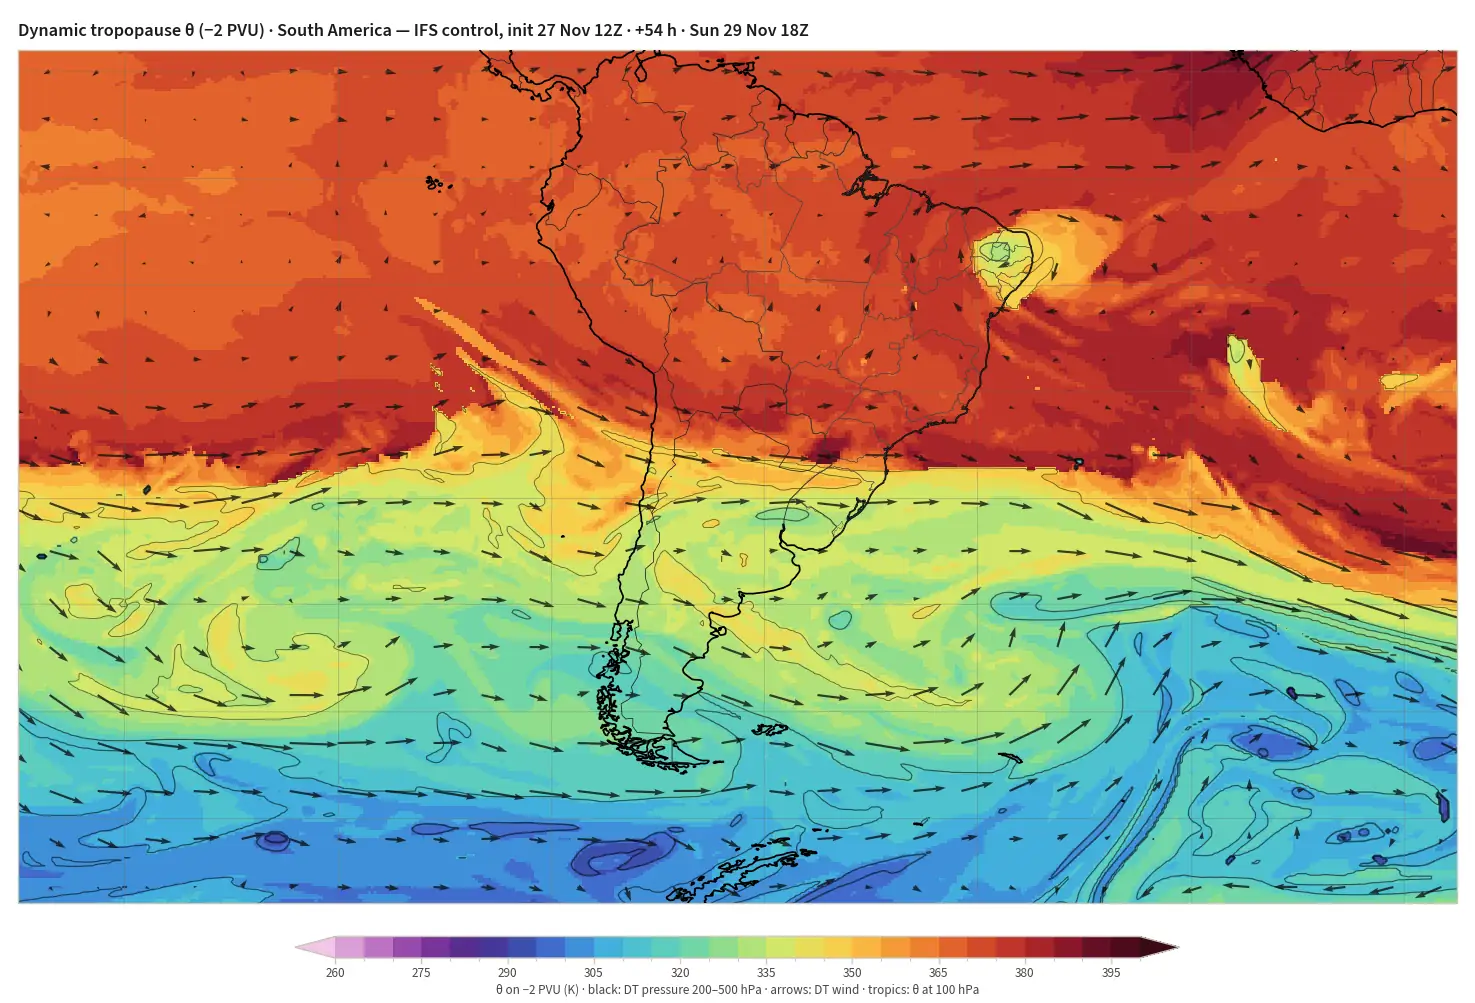 Dynamic tropopause θ (−2 PVU) · South America — IFS control, init 27 Nov 12Z · +54 h · Sun 29 Nov 18Z
260 275 290 305 320 335 350 365 380 395
θ on −2 PVU (K) · black: DT pressure 200–500 hPa · arrows: DT wind · tropics: θ at 100 hPa